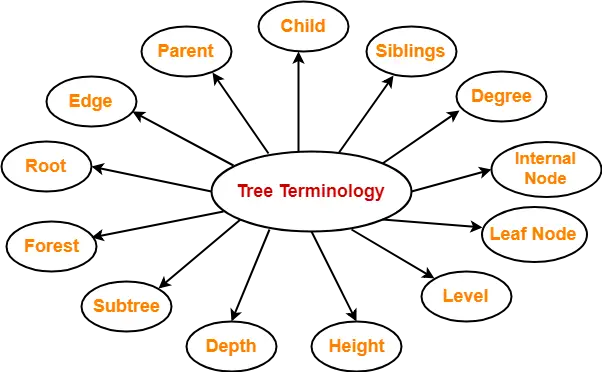 Child
Parent
Siblings
Edge
Degree
Root
Internal
Node
Tree Terminology
Forest
Leaf Node
Subtree
Level
Depth
Height